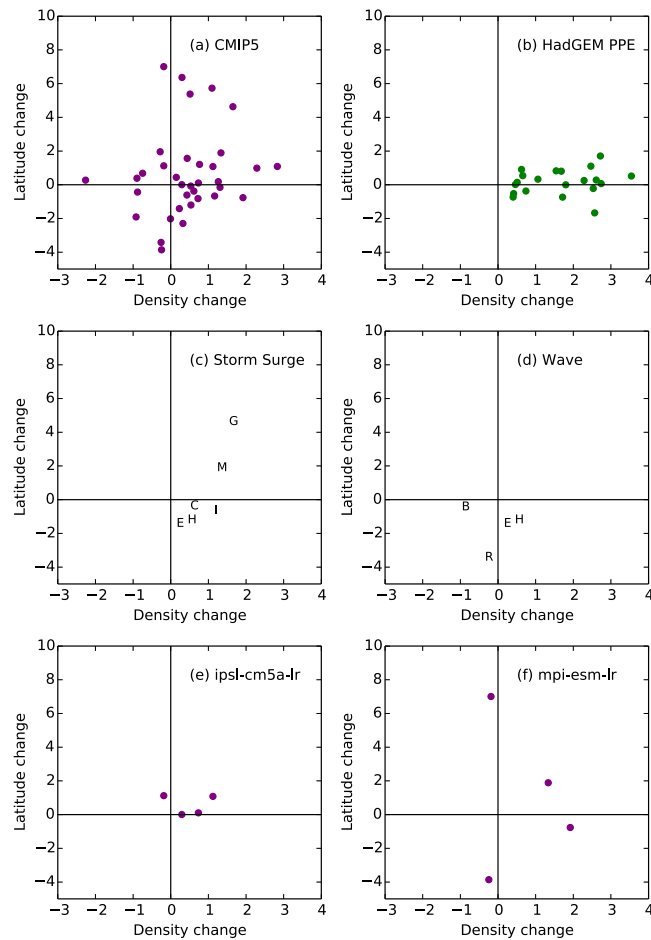 10
8
6
4
2
0
−2
−4
Latitude change
(a) CMIP5
−3 −2 −1 0 1 2 3 4
Density change
10
8
6
4
2
0
−2
−4
Latitude change
(b) HadGEM PPE
−3 −2 −1 0 1 2 3 4
Density change
10
8
6
4
2
0
−2
−4
Latitude change
(c) Storm Surge
G
M
C
I
H
E
−3 −2 −1 0 1 2 3 4
Density change
10
8
6
4
2
0
−2
−4
Latitude change
(d) Wave
B
H
E
R
−3 −2 −1 0 1 2 3 4
Density change
10
8
6
4
2
0
−2
−4
Latitude change
(e) ipsl-cm5a-lr
−3 −2 −1 0 1 2 3 4
Density change
10
8
6
4
2
0
−2
−4
Latitude change
(f) mpi-esm-lr
−3 −2 −1 0 1 2 3 4
Density change